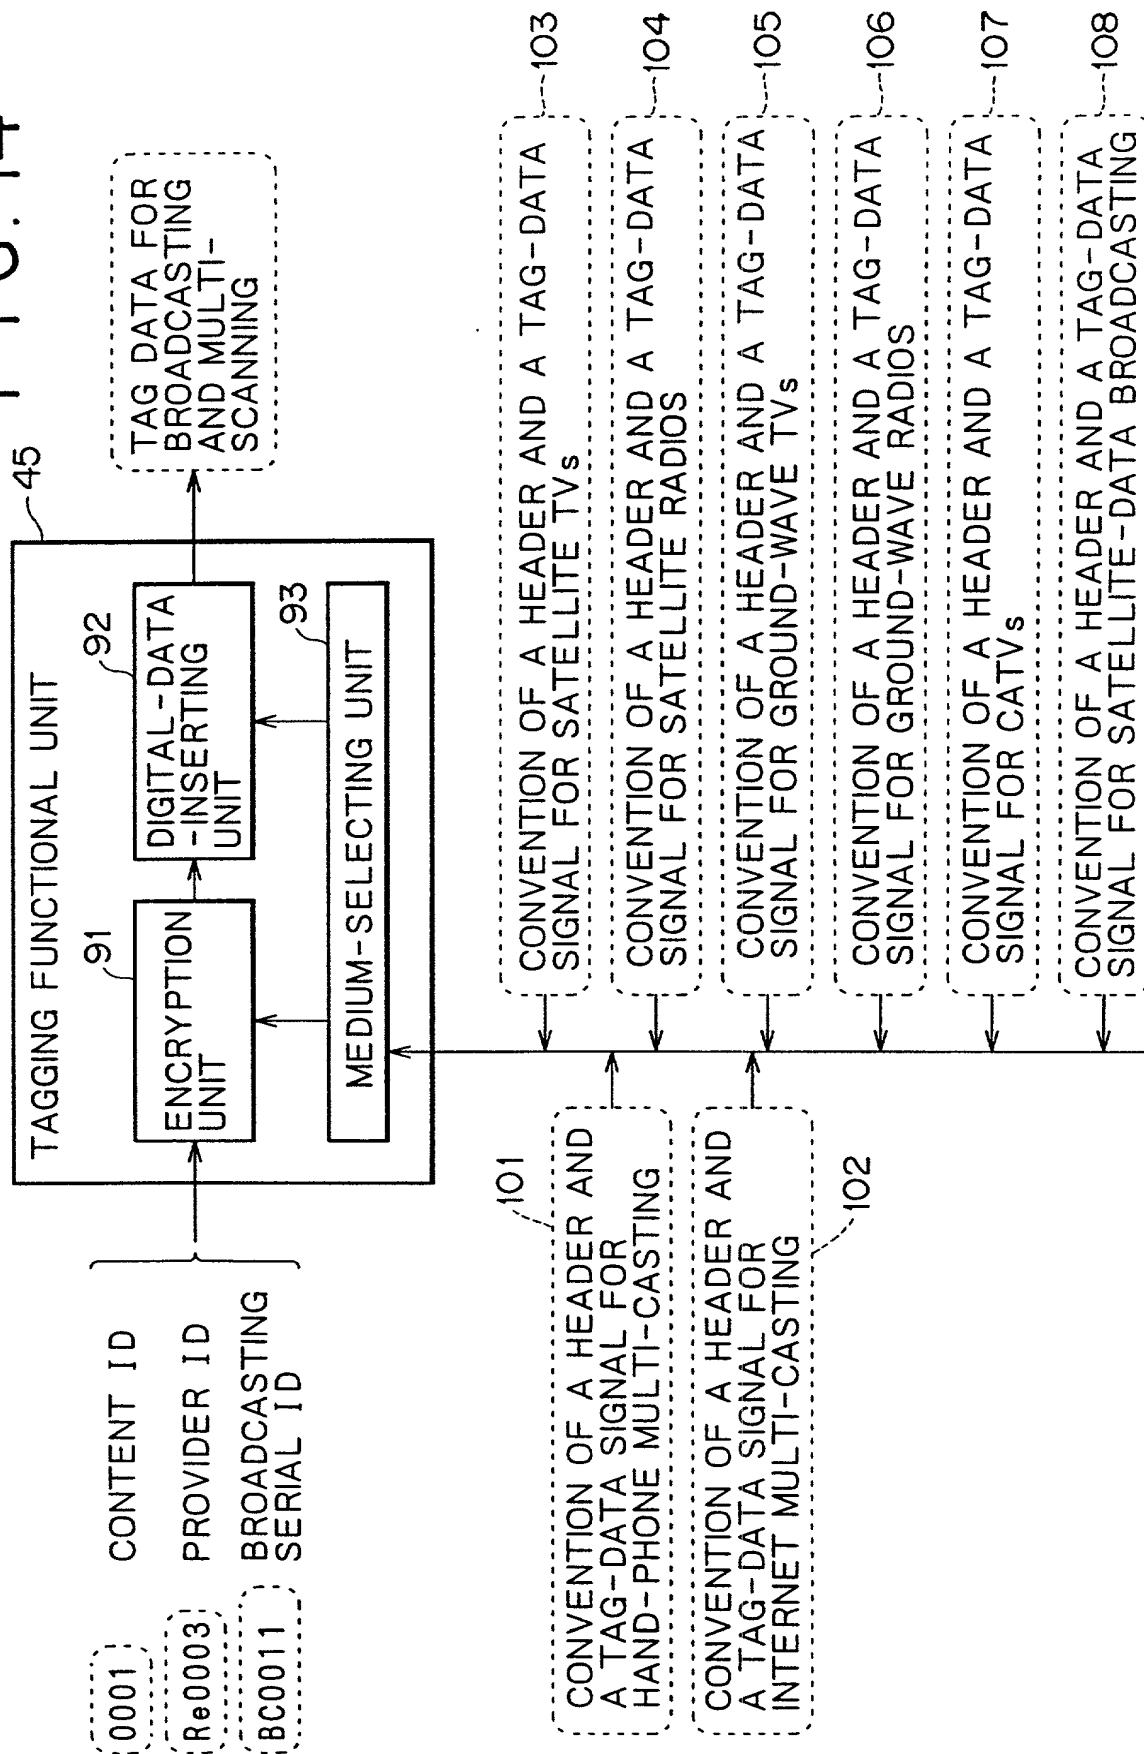 FIG. 14
0001
CONTENT ID
Re0003
PROVIDER ID
BC0011
BROADCASTING
SERIAL ID
45
TAGGING FUNCTIONAL UNIT
91
ENCRYPTION
UNIT
92
DIGITAL-DATA
-INSERTING
UNIT
93
MEDIUM-SELECTING UNIT
TAG DATA FOR
BROADCASTING
AND MULTI-
SCANNING
101
CONVENTION OF A HEADER AND
A TAG-DATA SIGNAL FOR
HAND-PHONE MULTI-CASTING
CONVENTION OF A HEADER AND
A TAG-DATA SIGNAL FOR
INTERNET MULTI-CASTING
102
CONVENTION OF A HEADER AND A TAG-DATA
SIGNAL FOR SATELLITE TVs
103
CONVENTION OF A HEADER AND A TAG-DATA
SIGNAL FOR SATELLITE RADIOS
104
CONVENTION OF A HEADER AND A TAG-DATA
SIGNAL FOR GROUND-WAVE TVs
105
CONVENTION OF A HEADER AND A TAG-DATA
SIGNAL FOR GROUND-WAVE RADIOS
106
CONVENTION OF A HEADER AND A TAG-DATA
SIGNAL FOR CATVs
107
CONVENTION OF A HEADER AND A TAG-DATA
SIGNAL FOR SATELLITE-DATA BROADCASTING
108